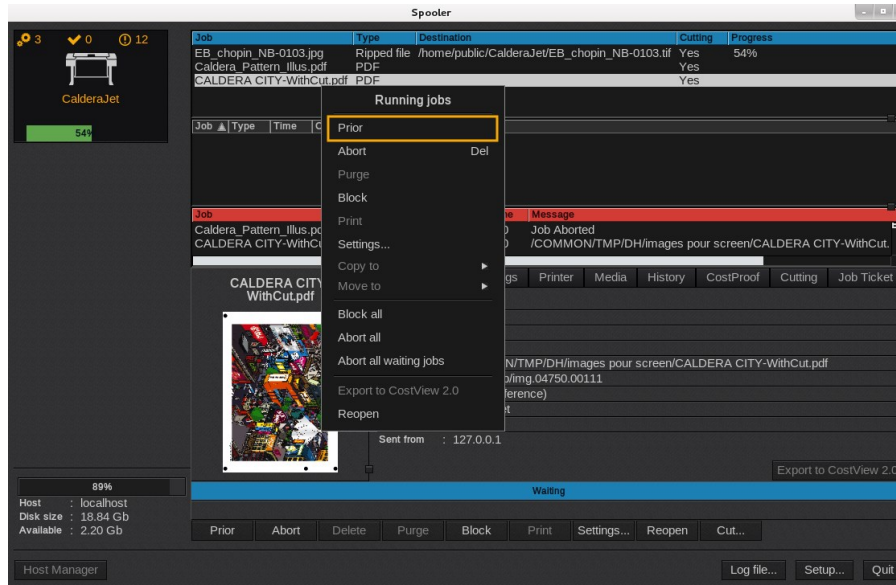 Spooler
3 0 12
CalderaJet
54%
Job Type Destination Cutting Progress
EB_chopin_NB-0103.jpg Ripped file /home/public/CalderaJet/EB_chopin_NB-0103.tif Yes 54%
Caldera_Pattern_Illus.pdf PDF Yes
CALDERA CITY-WithCut.pdf PDF Yes
Job Type Time
Running jobs
Prior
Abort Del
Purge
Block
Print
Settings...
Copy to
Move to
Block all
Abort all
Abort all waiting jobs
Export to CostView 2.0
Reopen
Job Message
Caldera_Pattern_Illus.pd Job Aborted
CALDERA CITY-WithCu /COMMON/TMP/DH/images pour screen/CALDERA CITY-WithCut.
gs Printer Media History CostProof Cutting Job Ticket
CALDERA CITY
WithCut.pdf
N/TMP/DH/images pour screen/CALDERA CITY-WithCut.pdf
/img.04750.00111
ference)
Sent from : 127.0.0.1
Export to CostView 2.0
Waiting
89%
Host : localhost
Disk size : 18.84 Gb
Available : 2.20 Gb
Prior Abort Delete Purge Block Print Settings... Reopen Cut...
Host Manager Log file... Setup... Quit